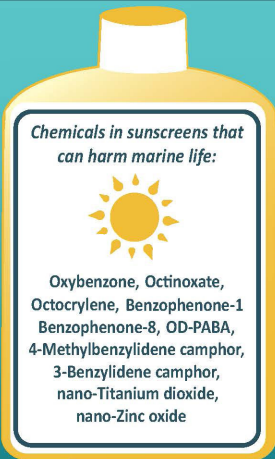 Chemicals in sunscreens that
can harm marine life:
Oxybenzone, Octinoxate,
Octocrylene, Benzophenone-1
Benzophenone-8, OD-PABA,
4-Methylbenzylidene camphor,
3-Benzylidene camphor,
nano-Titanium dioxide,
nano-Zinc oxide